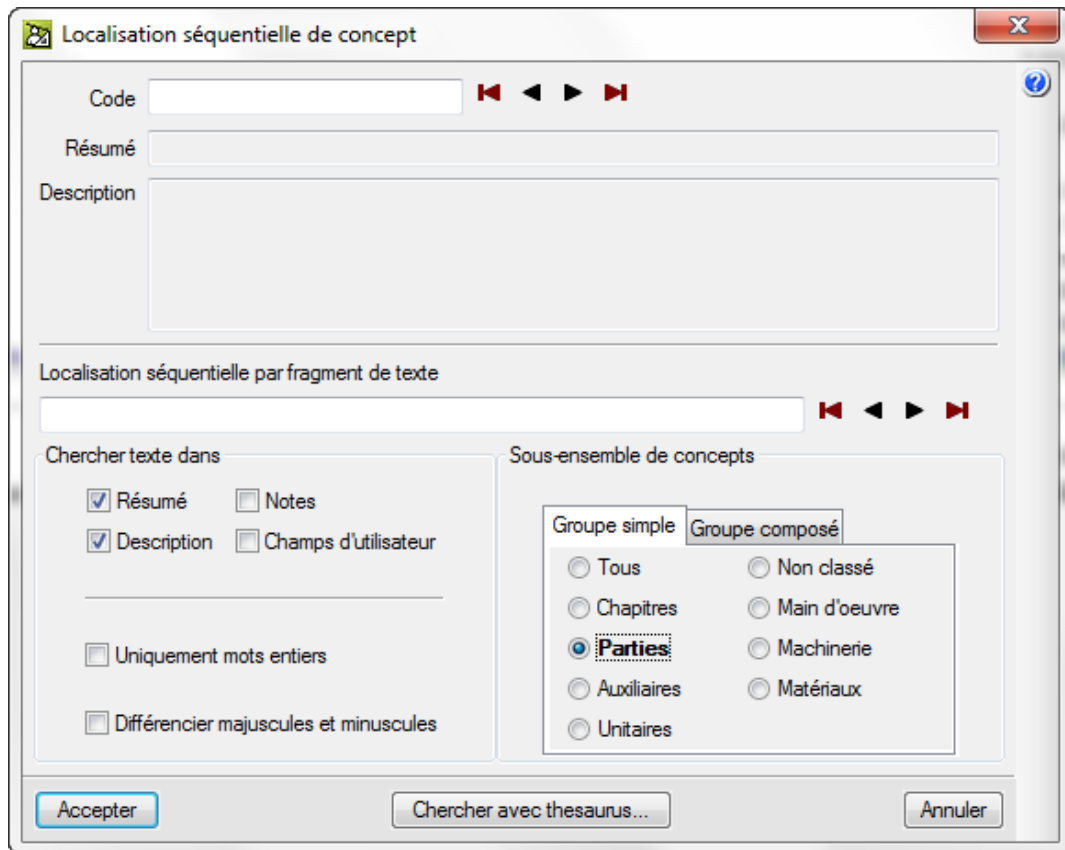 Localisation séquentielle de concept
Code
Résumé
Description
Localisation séquentielle par fragment de texte
Chercher texte dans
Résumé
Notes
Description
Champs d'utilisateur
Uniquement mots entiers
Différencier majuscules et minuscules
Sous-ensemble de concepts
Groupe simple
Groupe composé
Tous
Non classé
Chapitres
Main d'oeuvre
Parties
Machinerie
Auxiliaires
Matériaux
Unitaires
Accepter
Chercher avec thesaurus...
Annuler